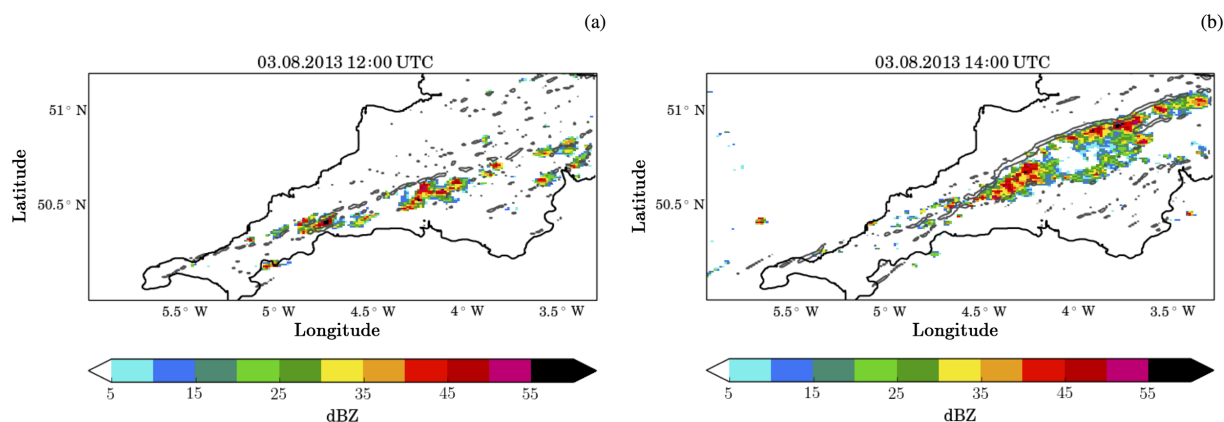 (a)
03.08.2013 12:00 UTC
Latitude
51° N
50.5° N
5.5° W 5° W 4.5° W 4° W 3.5° W
Longitude
5 15 25 35 45 55
dBZ
(b)
03.08.2013 14:00 UTC
Latitude
51° N
50.5° N
5.5° W 5° W 4.5° W 4° W 3.5° W
Longitude
5 15 25 35 45 55
dBZ